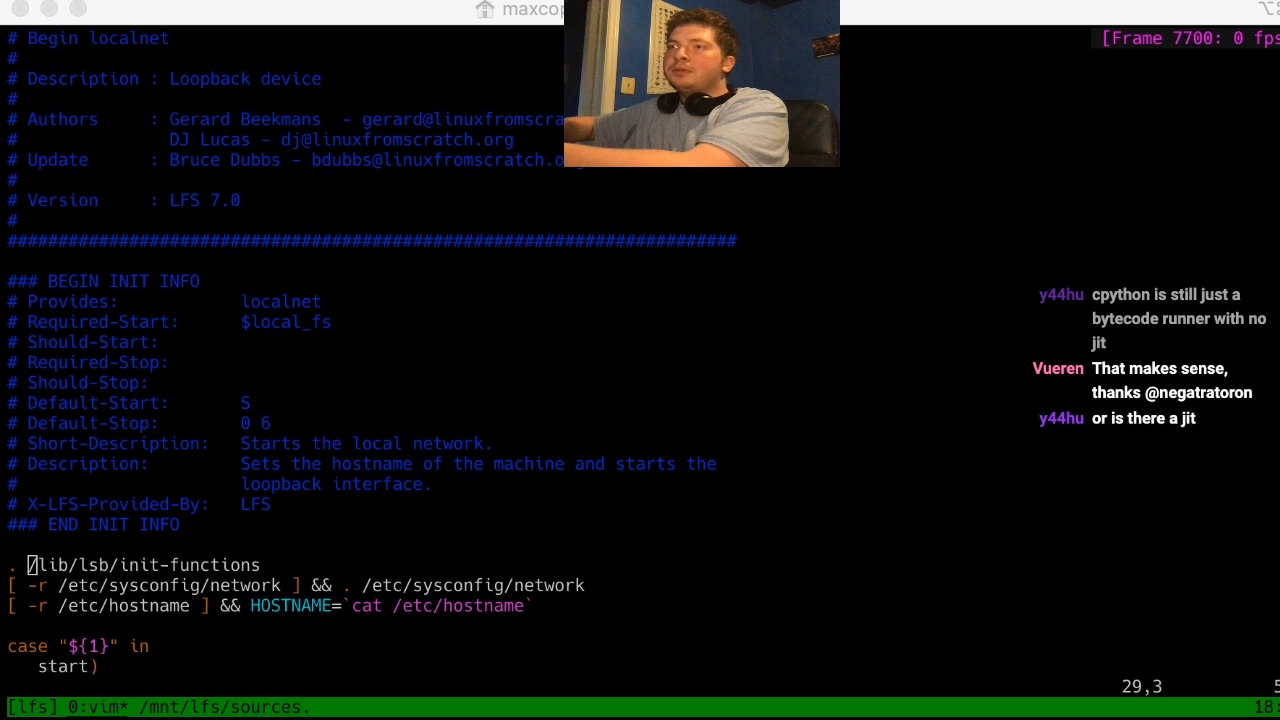 maxcop
# Begin localnet
[Frame 7700: 0 fps
#
# Description : Loopback device
#
# Authors     : Gerard Beekmans  - gerard@linuxfromscra
#               DJ Lucas - dj@linuxfromscratch.org
# Update      : Bruce Dubbs - bdubbs@linuxfromscratch.o
#
# Version     : LFS 7.0
#
########################################################################
### BEGIN INIT INFO
# Provides:            localnet
# Required-Start:      $local_fs
# Should-Start:
# Required-Stop:
# Should-Stop:
# Default-Start:       S
# Default-Stop:        0 6
# Short-Description:   Starts the local network.
# Description:         Sets the hostname of the machine and starts the
#                      loopback interface.
# X-LFS-Provided-By:   LFS
### END INIT INFO
. /lib/lsb/init-functions
[ -r /etc/sysconfig/network ] && . /etc/sysconfig/network
[ -r /etc/hostname ] && HOSTNAME=`cat /etc/hostname`
case "${1}" in
   start)
29,3
[lfs] 0:vim* /mnt/lfs/sources.
18:
y44hu cpython is still just a
bytecode runner with no
jit
Vueren That makes sense,
thanks @negatratoron
y44hu or is there a jit